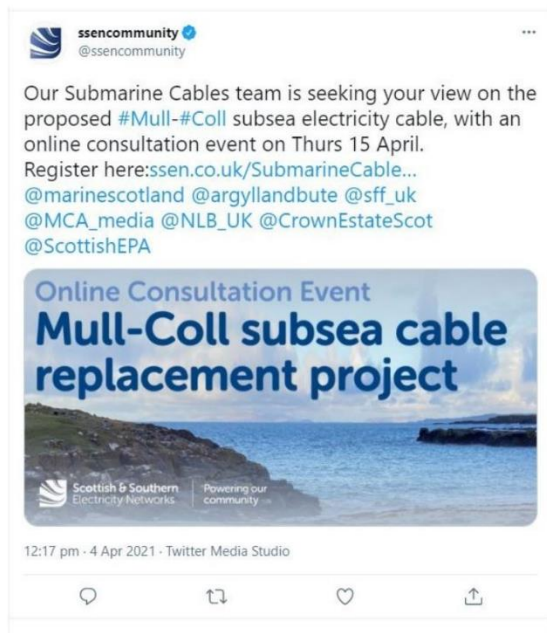 ssencommunity
@ssencommunity
Our Submarine Cables team is seeking your view on the
proposed #Mull-#Coll subsea electricity cable, with an
online consultation event on Thurs 15 April.
Register here:ssen.co.uk/SubmarineCable...
@marinescotland @argyllandbute @sff_uk
@MCA_media @NLB_UK @CrownEstateScot
@ScottishEPA
Online Consultation Event
Mull-Coll subsea cable
replacement project
Scottish & Southern
Electricity Networks
Powering our
community
12:17 pm · 4 Apr 2021 · Twitter Media Studio